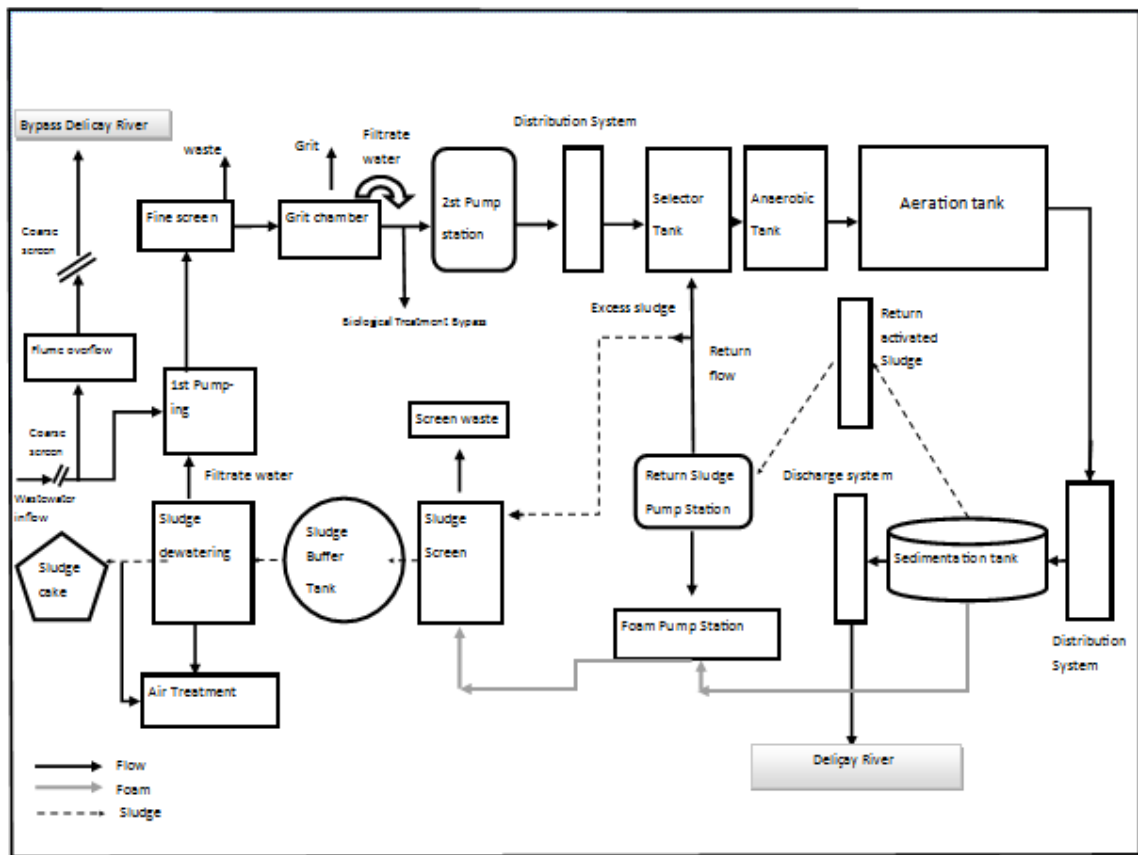 Bypass Delicay River
waste
Grit
Filtrate
water
Distribution System
Fine screen
Grit chamber
2st Pump
station
Selector
Tank
Anaerobic
Tank
Aeration tank
Coarse
screen
Biological Treatment Bypass
Excess sludge
Return
flow
Return
activated
Sludge
Flume overflow
1st Pump-
ing
Screen waste
Coarse
screen
Wastewater
inflow
Filtrate water
Return Sludge
Pump Station
Discharge system
Sludge
dewatering
Sludge
Buffer
Tank
Sludge
Screen
Sedimentation tank
Sludge
cake
Foam Pump Station
Distribution
System
Air Treatment
Deliçay River
Flow
Foam
Sludge